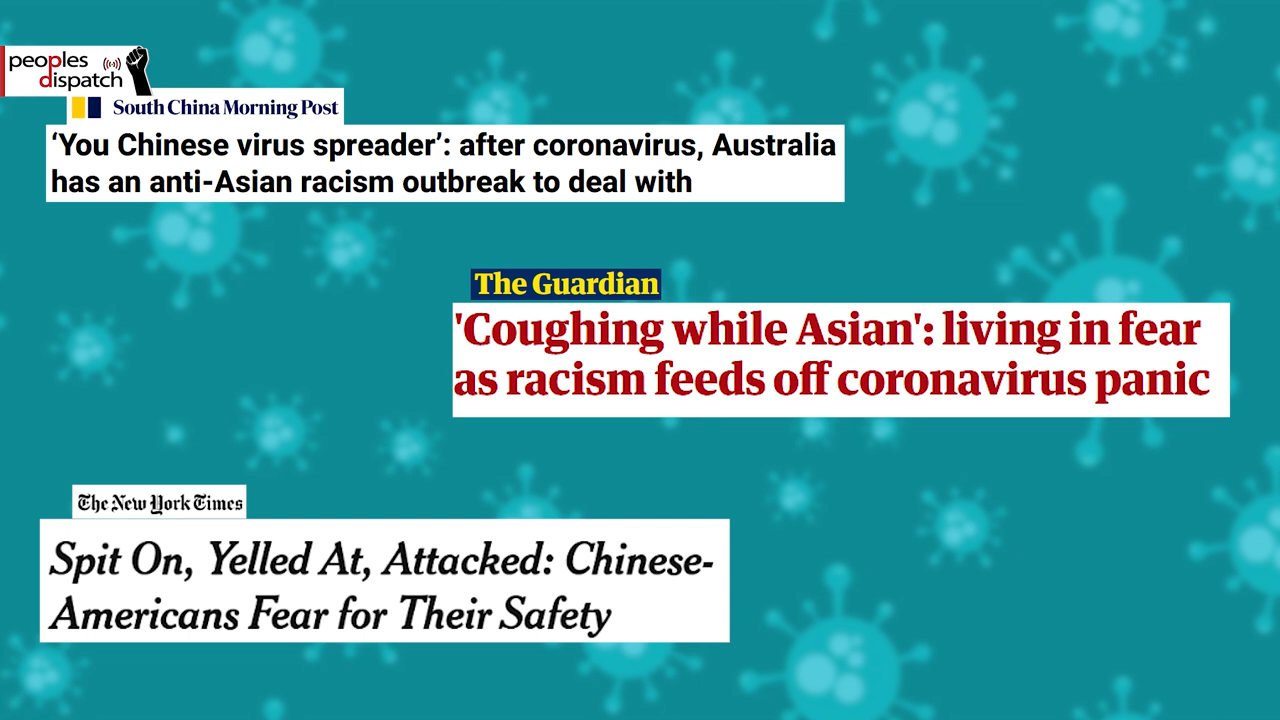 peoples
dispatch
South China Morning Post
‘You Chinese virus spreader’: after coronavirus, Australia
has an anti-Asian racism outbreak to deal with
The Guardian
'Coughing while Asian': living in fear
as racism feeds off coronavirus panic
The New York Times
Spit On, Yelled At, Attacked: Chinese-
Americans Fear for Their Safety